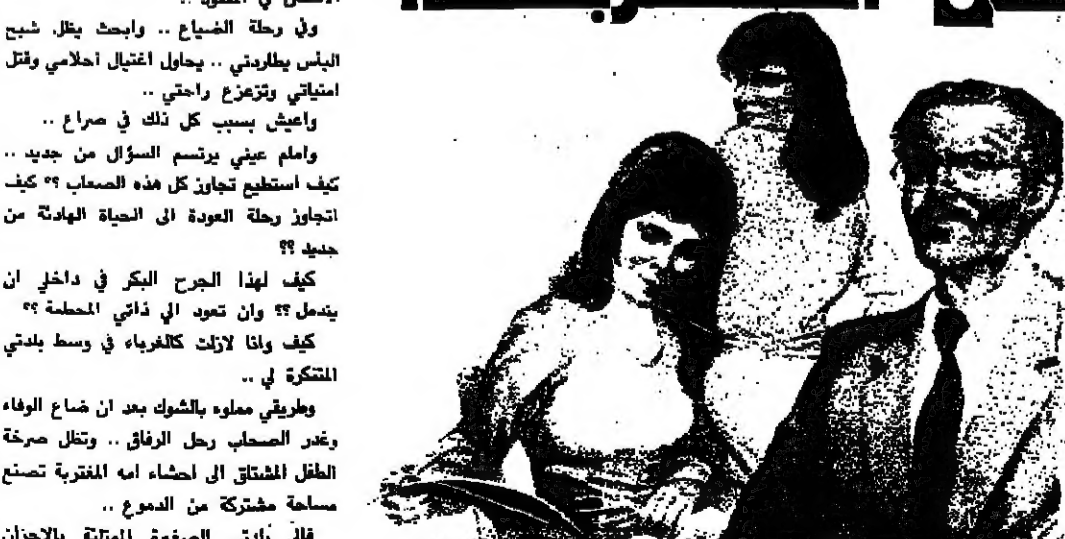 وفي رحلة الضياع .. وابحث يظل شبح
البأس يطاردني .. يحاول اغتيال احلامي وقتل
امنياتي وتزعزع راحتي ..
واعيش بسبب كل ذلك في صراع ..
وامام عيني يرتسم السؤال من جديد ..
كيف استطيع تجاوز كل هذه الصعاب ؟؟ كيف
اتجاوز رحلة العودة الى الحياة الهادئة من
جديد ؟؟
كيف لهذا الجرح البكر في داخلي ان
يندمل ؟؟ وان تعود الي ذاتي المحطمة ؟؟
كيف وانا لازلت كالغرباء في وسط بلدتي
المتنكرة لي ..
وطريقي مملوء بالشوك بعد ان ضاع الوفاء
وغدر الصحاب رحل الرفاق .. وتظل صرخة
الطفل المشتاق الى احشاء امه المغتربة تصنع
مساحة مشتركة من الدموع ..